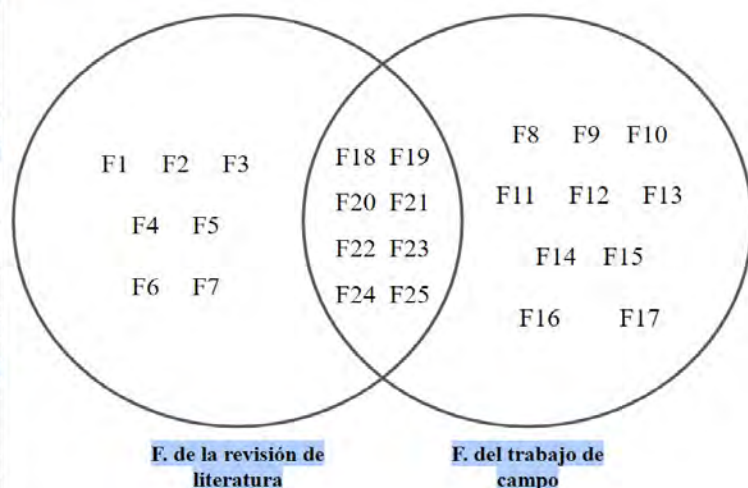 F1 F2 F3
F4 F5
F6 F7
F18 F19
F20 F21
F22 F23
F24 F25
F8 F9 F10
F11 F12 F13
F14 F15
F16 F17
F. de la revisión de
literatura
F. del trabajo de
campo